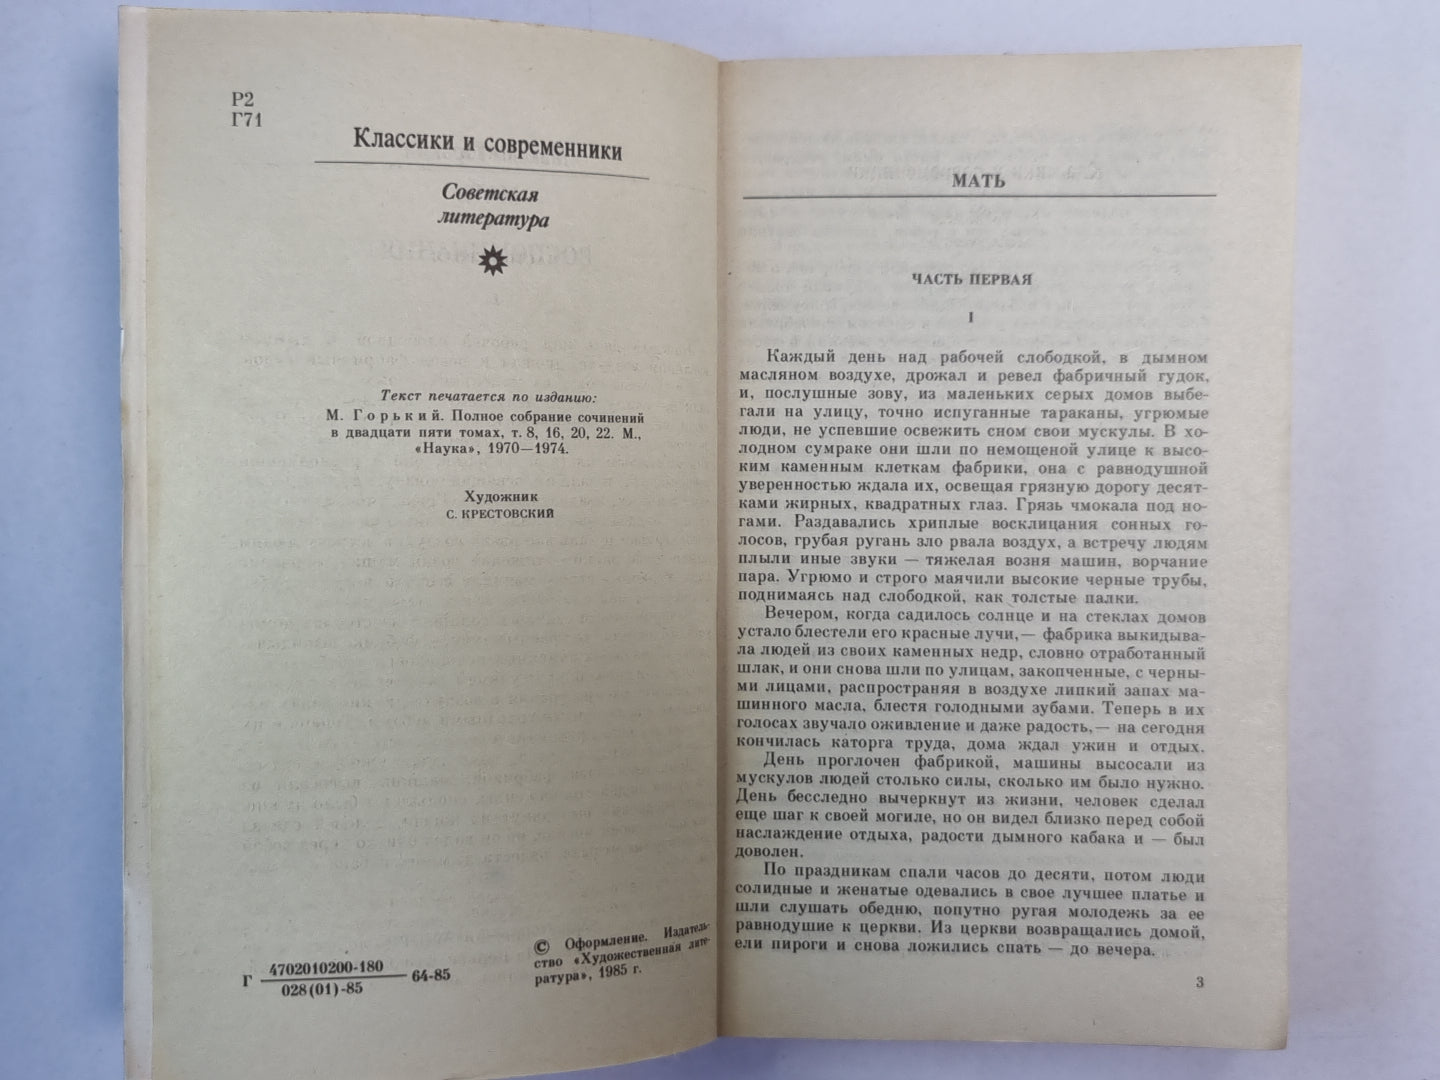 Р2
Г71
Классики и современники
Советская
литература
Текст печатается по изданию:
М. Горький. Полное собрание сочинений
в двадцати пяти томах, т. 8, 16, 20, 22. М.,
«Наука», 1970—1974.
Художник
С. КРЕСТОВСКИЙ
Г 4702010200-180 64-85
028(01)-85
© Оформление. Издатель-
ство «Художественная лите-
ратура», 1985 г.
МАТЬ
ЧАСТЬ ПЕРВАЯ
I
Каждый день над рабочей слободкой, в дымном
масляном воздухе, дрожал и ревел фабричный гудок,
и, послушные зову, из маленьких серых домов выбе-
гали на улицу, точно испуганные тараканы, угрюмые
люди, не успевшие освежить сном свои мускулы. В хо-
лодном сумраке они шли по немощеной улице к высо-
ким каменным клеткам фабрики, она с равнодушной
уверенностью ждала их, освещая грязную дорогу десят-
ками жирных, квадратных глаз. Грязь чмокала под но-
гами. Раздавались хриплые восклицания сонных го-
лосов, грубая ругань зло рвала воздух, а встречу людям
плыли иные звуки — тяжелая возня машин, ворчание
пара. Угрюмо и строго маячили высокие черные трубы,
поднимаясь над слободкой, как толстые палки.
Вечером, когда садилось солнце и на стеклах домов
устало блестели его красные лучи,— фабрика выкидыва-
ла людей из своих каменных недр, словно отработанный
шлак, и они снова шли по улицам, закопченные, с черны-
ми лицами, распространяя в воздухе липкий запах ма-
шинного масла, блестя голодными зубами. Теперь в их
голосах звучало оживление и даже радость,— на сегодня
кончилась каторга труда, дома ждал ужин и отдых.
День проглочен фабрикой, машины высосали из
мускулов людей столько силы, сколько им было нужно.
День бесследно вычеркнут из жизни, человек сделал
еще шаг к своей могиле, но он видел близко перед собой
наслаждение отдыха, радости дымного кабака и — был
доволен.
По праздникам спали часов до десяти, потом люди
солидные и женатые одевались в свое лучшее платье и
шли слушать обедню, попутно ругая молодежь за ее
равнодушие к церкви. Из церкви возвращались домой,
ели пироги и снова ложились спать — до вечера.
3